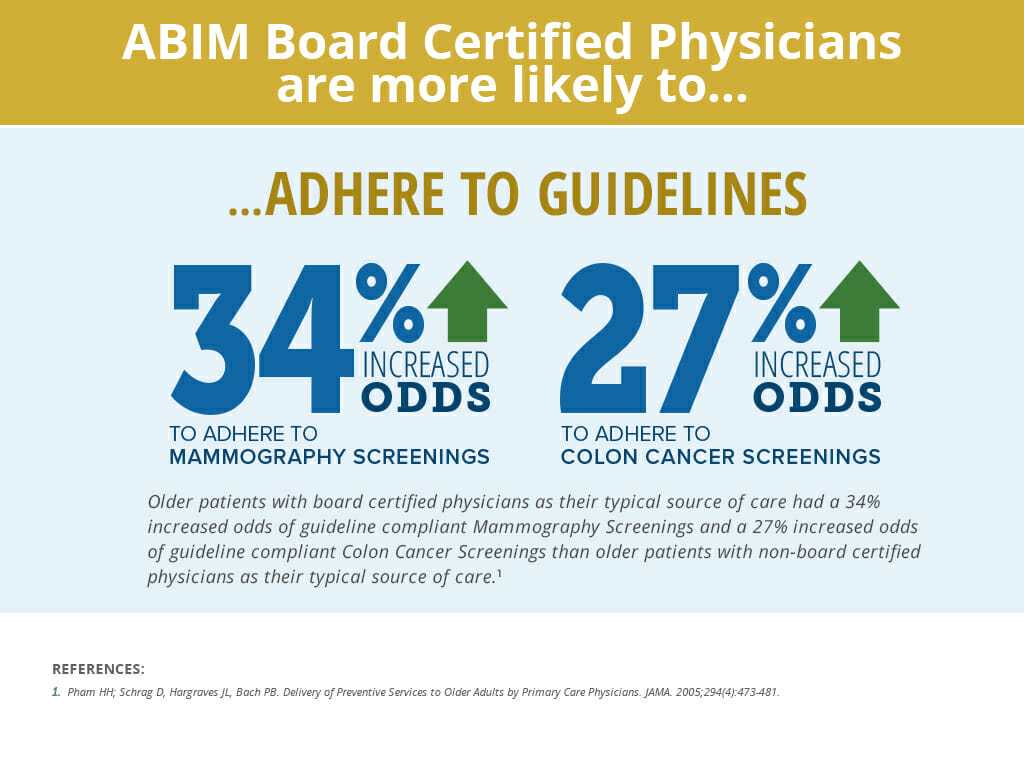 ABIM Board Certified Physicians
are more likely to...
...ADHERE TO GUIDELINES
34% INCREASED ODDS
TO ADHERE TO
MAMMOGRAPHY SCREENINGS
27% INCREASED ODDS
TO ADHERE TO
COLON CANCER SCREENINGS
Older patients with board certified physicians as their typical source of care had a 34%
increased odds of guideline compliant Mammography Screenings and a 27% increased odds
of guideline compliant Colon Cancer Screenings than older patients with non-board certified
physicians as their typical source of care.¹
REFERENCES:
1. Pham HH; Schrag D, Hargraves JL, Bach PB. Delivery of Preventive Services to Older Adults by Primary Care Physicians. JAMA. 2005;294(4):473-481.